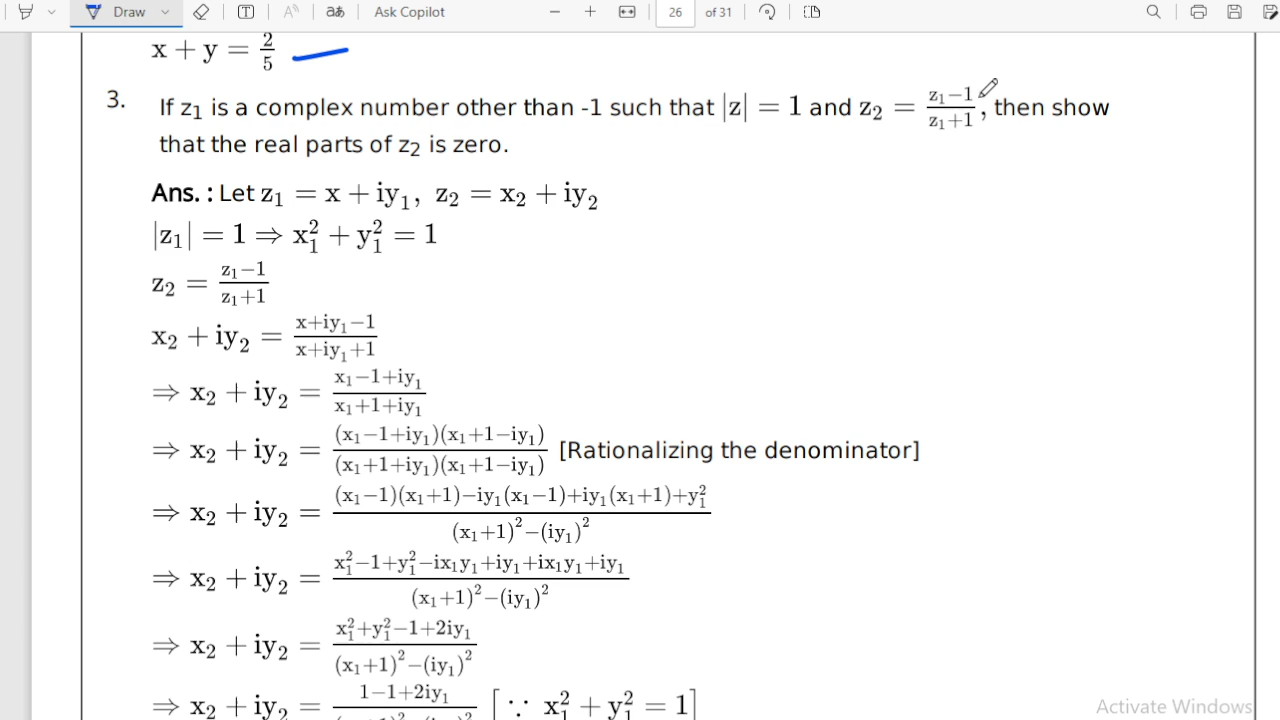 Draw
Ask Copilot
26 of 31
x + y = 2/5
3. If z₁ is a complex number other than -1 such that |z| = 1 and z₂ = (z₁−1)/(z₁+1), then show
that the real parts of z₂ is zero.
Ans. : Let z₁ = x + iy₁, z₂ = x₂ + iy₂
|z₁| = 1 ⇒ x₁² + y₁² = 1
z₂ = (z₁−1)/(z₁+1)
x₂ + iy₂ = (x+iy₁−1)/(x+iy₁+1)
⇒ x₂ + iy₂ = (x₁−1+iy₁)/(x₁+1+iy₁)
⇒ x₂ + iy₂ = ((x₁−1+iy₁)(x₁+1−iy₁))/((x₁+1+iy₁)(x₁+1−iy₁)) [Rationalizing the denominator]
⇒ x₂ + iy₂ = ((x₁−1)(x₁+1)−iy₁(x₁−1)+iy₁(x₁+1)+y₁²)/((x₁+1)²−(iy₁)²)
⇒ x₂ + iy₂ = (x₁²−1+y₁²−ix₁y₁+iy₁+ix₁y₁+iy₁)/((x₁+1)²−(iy₁)²)
⇒ x₂ + iy₂ = (x₁²+y₁²−1+2iy₁)/((x₁+1)²−(iy₁)²)
⇒ x₂ + iy₂ = 1−1+2iy₁ [∵ x₁² + y₁² = 1]
Activate Windows